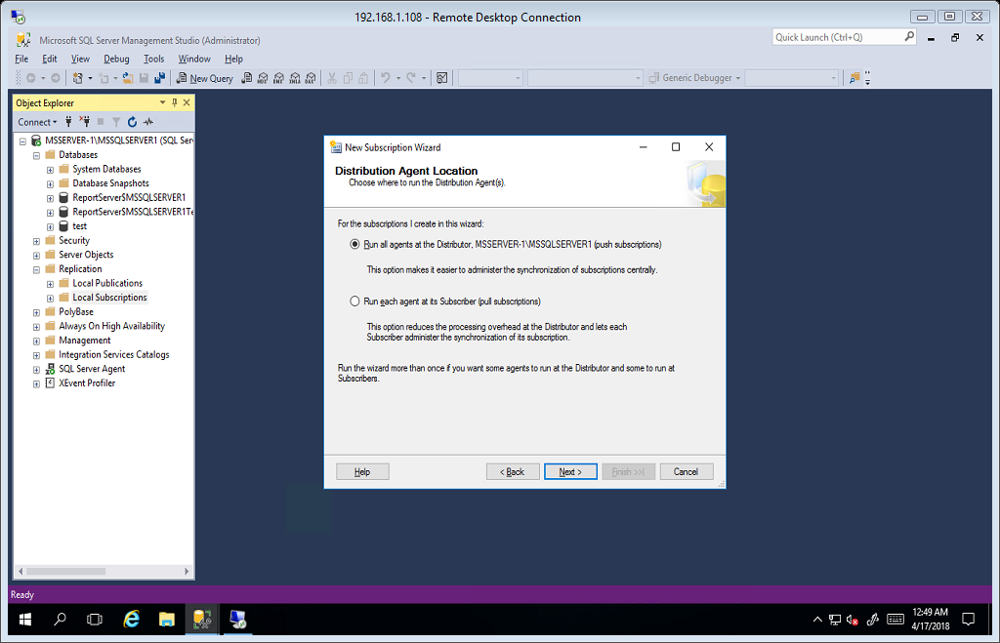 192.168.1.108 - Remote Desktop Connection
Microsoft SQL Server Management Studio (Administrator)
Quick Launch (Ctrl+Q)
File Edit View Debug Tools Window Help
New Query
Generic Debugger
Object Explorer
Connect
MSSERVER-1\MSSQLSERVER1 (SQL Ser
Databases
System Databases
Database Snapshots
ReportServer$MSSQLSERVER1
ReportServer$MSSQLSERVER1Te
test
Security
Server Objects
Replication
Local Publications
Local Subscriptions
PolyBase
Always On High Availability
Management
Integration Services Catalogs
SQL Server Agent
XEvent Profiler
New Subscription Wizard
Distribution Agent Location
Choose where to run the Distribution Agent(s).
For the subscriptions I create in this wizard:
Run all agents at the Distributor, MSSERVER-1\MSSQLSERVER1 (push subscriptions)
This option makes it easier to administer the synchronization of subscriptions centrally.
Run each agent at its Subscriber (pull subscriptions)
This option reduces the processing overhead at the Distributor and lets each
Subscriber administer the synchronization of its subscription.
Run the wizard more than once if you want some agents to run at the Distributor and some to run at
Subscribers.
Help
< Back
Next >
Finish >>|
Cancel
Ready
12:49 AM
4/17/2018